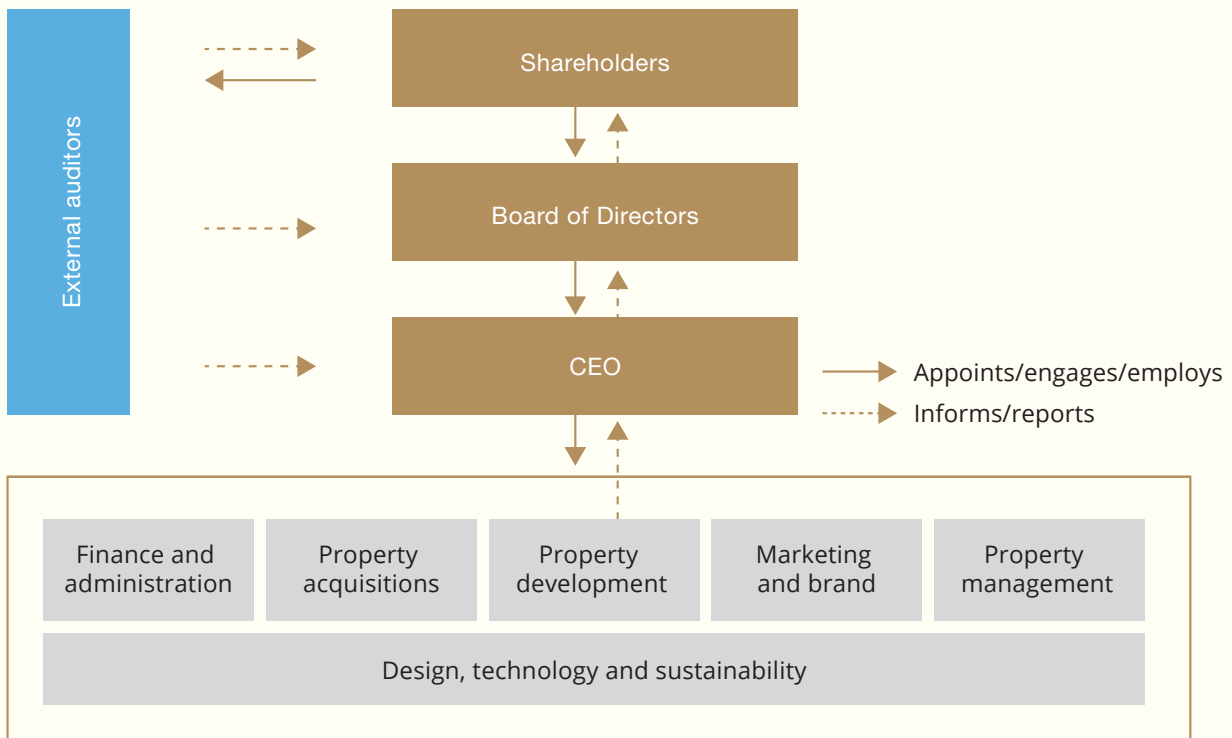 External auditors
Shareholders
Board of Directors
CEO
Appoints/engages/employs
Informs/reports
Finance and
administration
Property
acquisitions
Property
development
Marketing
and brand
Property
management
Design, technology and sustainability